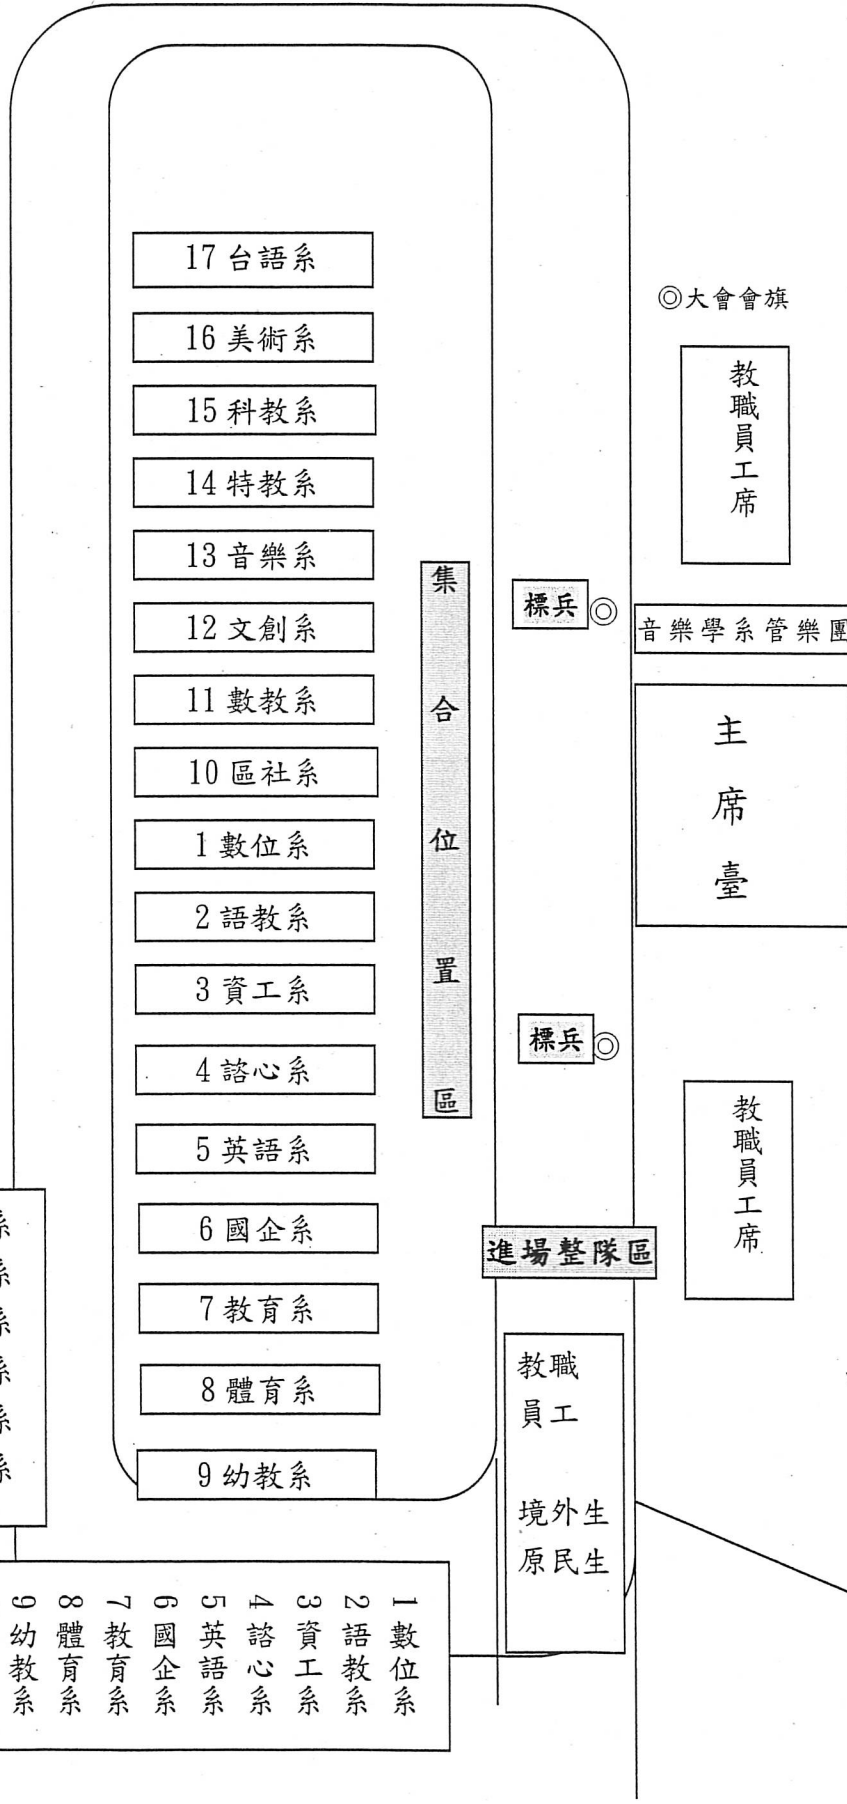 17 台語系
16 美術系
15 科教系
14 特教系
13 音樂系
12 文創系
11 數教系
10 區社系
1 數位系
2 語教系
3 資工系
4 諮心系
5 英語系
6 國企系
7 教育系
8 體育系
9 幼教系
集合位置區
標兵◎
標兵◎
◎大會會旗
教職員工席
音樂學系管樂團
主席臺
教職員工席
進場整隊區
教職
員工
境外生
原民生
系
系
系
系
系
系
1 數位系
2 語教系
3 資工系
4 諮心系
5 英語系
6 國企系
7 教育系
8 體育系
9 幼教系